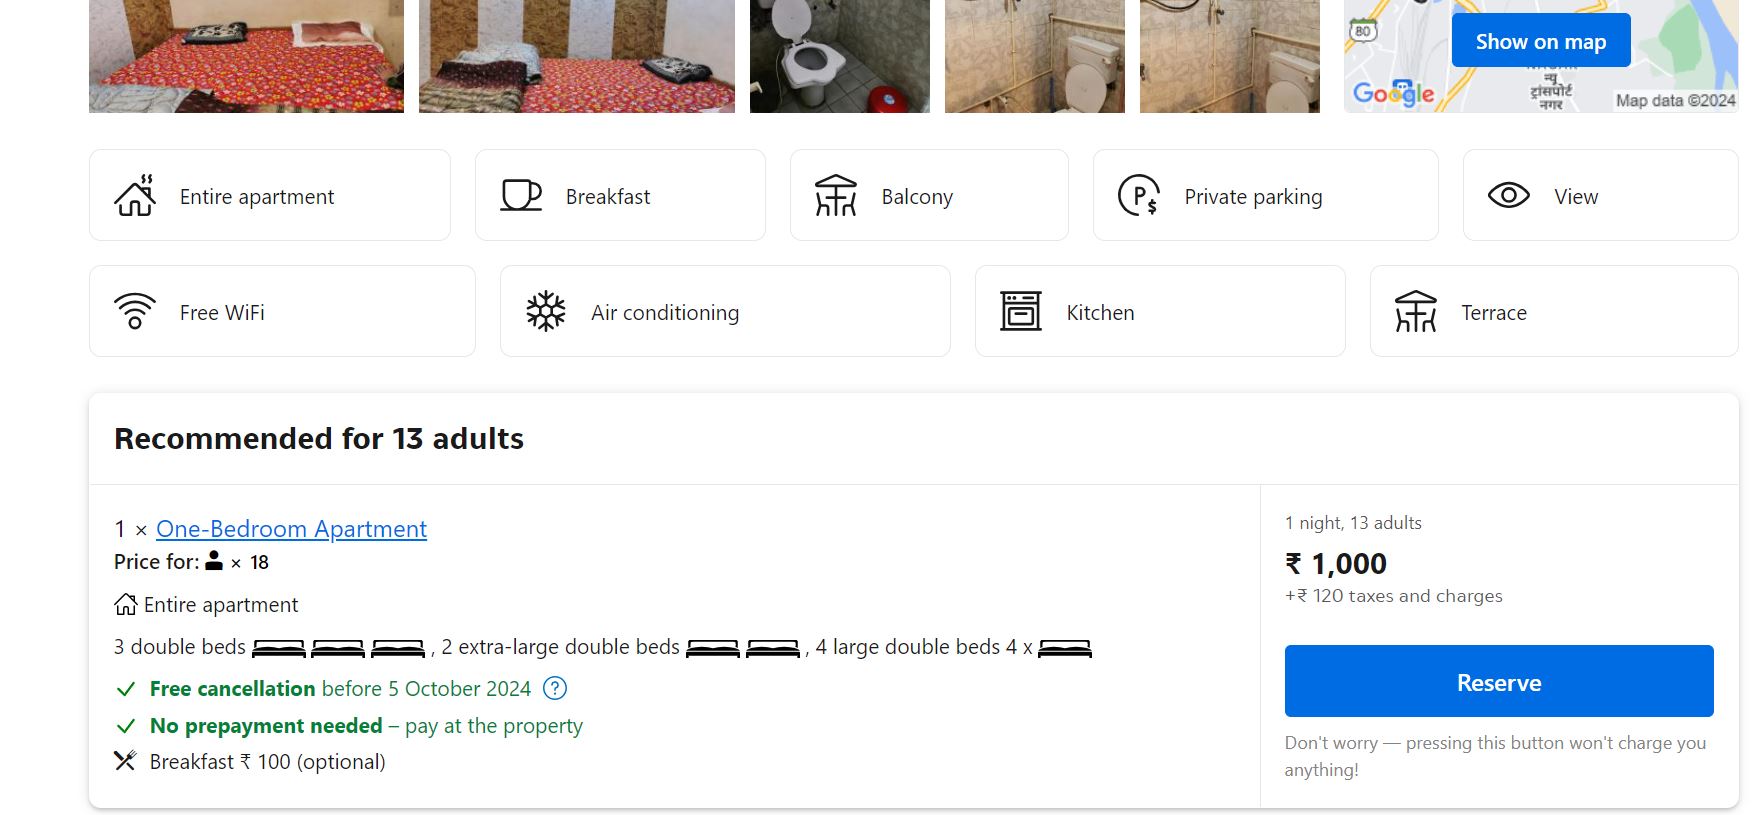 80
Show on map
नगर
न्यू
ट्रांसपोर्ट
नगर
Google
Map data ©2024
Entire apartment
Breakfast
Balcony
Private parking
View
Free WiFi
Air conditioning
Kitchen
Terrace
Recommended for 13 adults
1 × One-Bedroom Apartment
Price for: × 18
Entire apartment
3 double beds , 2 extra-large double beds , 4 large double beds 4 x
Free cancellation before 5 October 2024 ?
No prepayment needed – pay at the property
Breakfast ₹ 100 (optional)
1 night, 13 adults
₹ 1,000
+₹ 120 taxes and charges
Reserve
Don't worry — pressing this button won't charge you
anything!